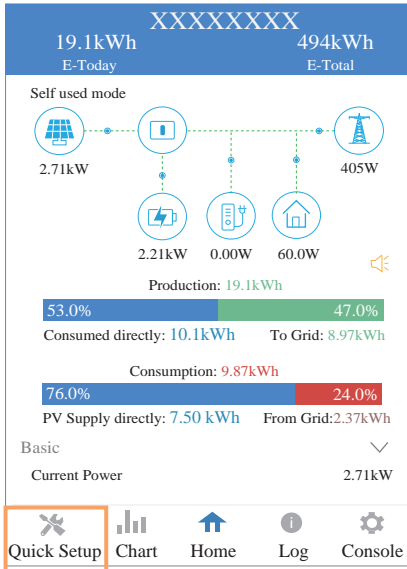 XXXXXXXX
19.1kWh 494kWh
E-Today E-Total
Self used mode
2.71kW 405W
2.21kW 0.00W 60.0W
Production: 19.1kWh
53.0% 47.0%
Consumed directly: 10.1kWh To Grid: 8.97kWh
Consumption: 9.87kWh
76.0% 24.0%
PV Supply directly: 7.50 kWh From Grid:2.37kWh
Basic
Current Power 2.71kW
Quick Setup Chart Home Log Console